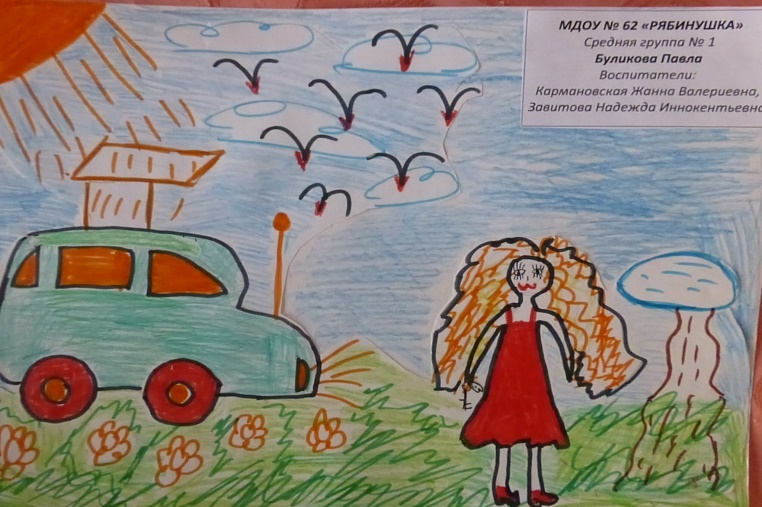 МДОУ № 62 «РЯБИНУШКА»
Средняя группа № 1
Буликова Павла
Воспитатели:
Кармановская Жанна Валериевна,
Завитова Надежда Иннокентьевна